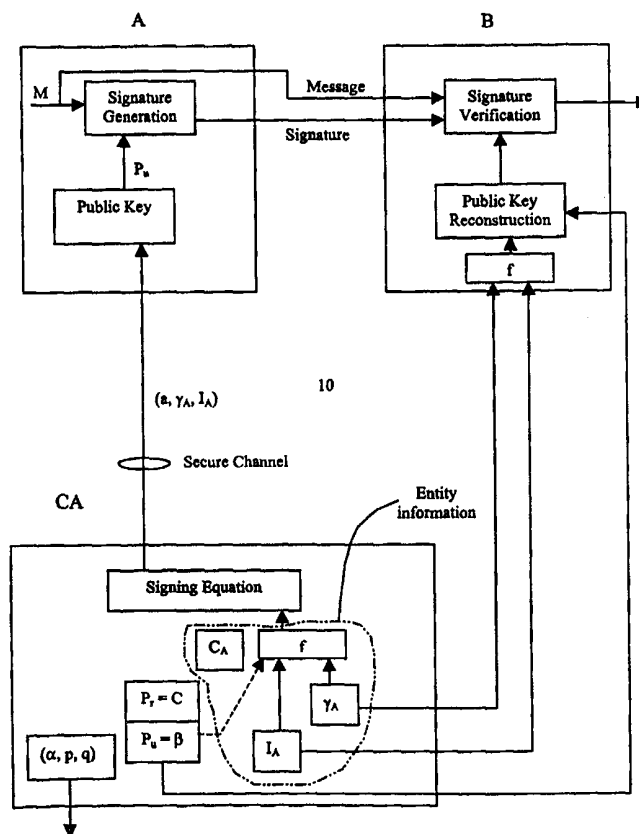 A
B
M
Signature
Generation
Message
Signature
Verification
Signature
Pᵤ
Public Key
Public Key
Reconstruction
f
(a, γA, IA)
10
Secure Channel
CA
Entity
information
Signing Equation
CA
f
Pr = C
γA
Pu = β
IA
(α, p, q)